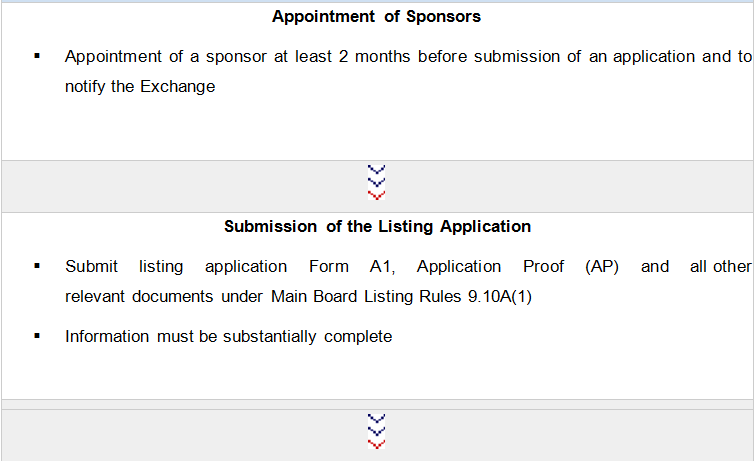 Appointment of Sponsors
▪ Appointment of a sponsor at least 2 months before submission of an application and to
notify the Exchange
Submission of the Listing Application
▪ Submit listing application Form A1, Application Proof (AP) and all other
relevant documents under Main Board Listing Rules 9.10A(1)
▪ Information must be substantially complete